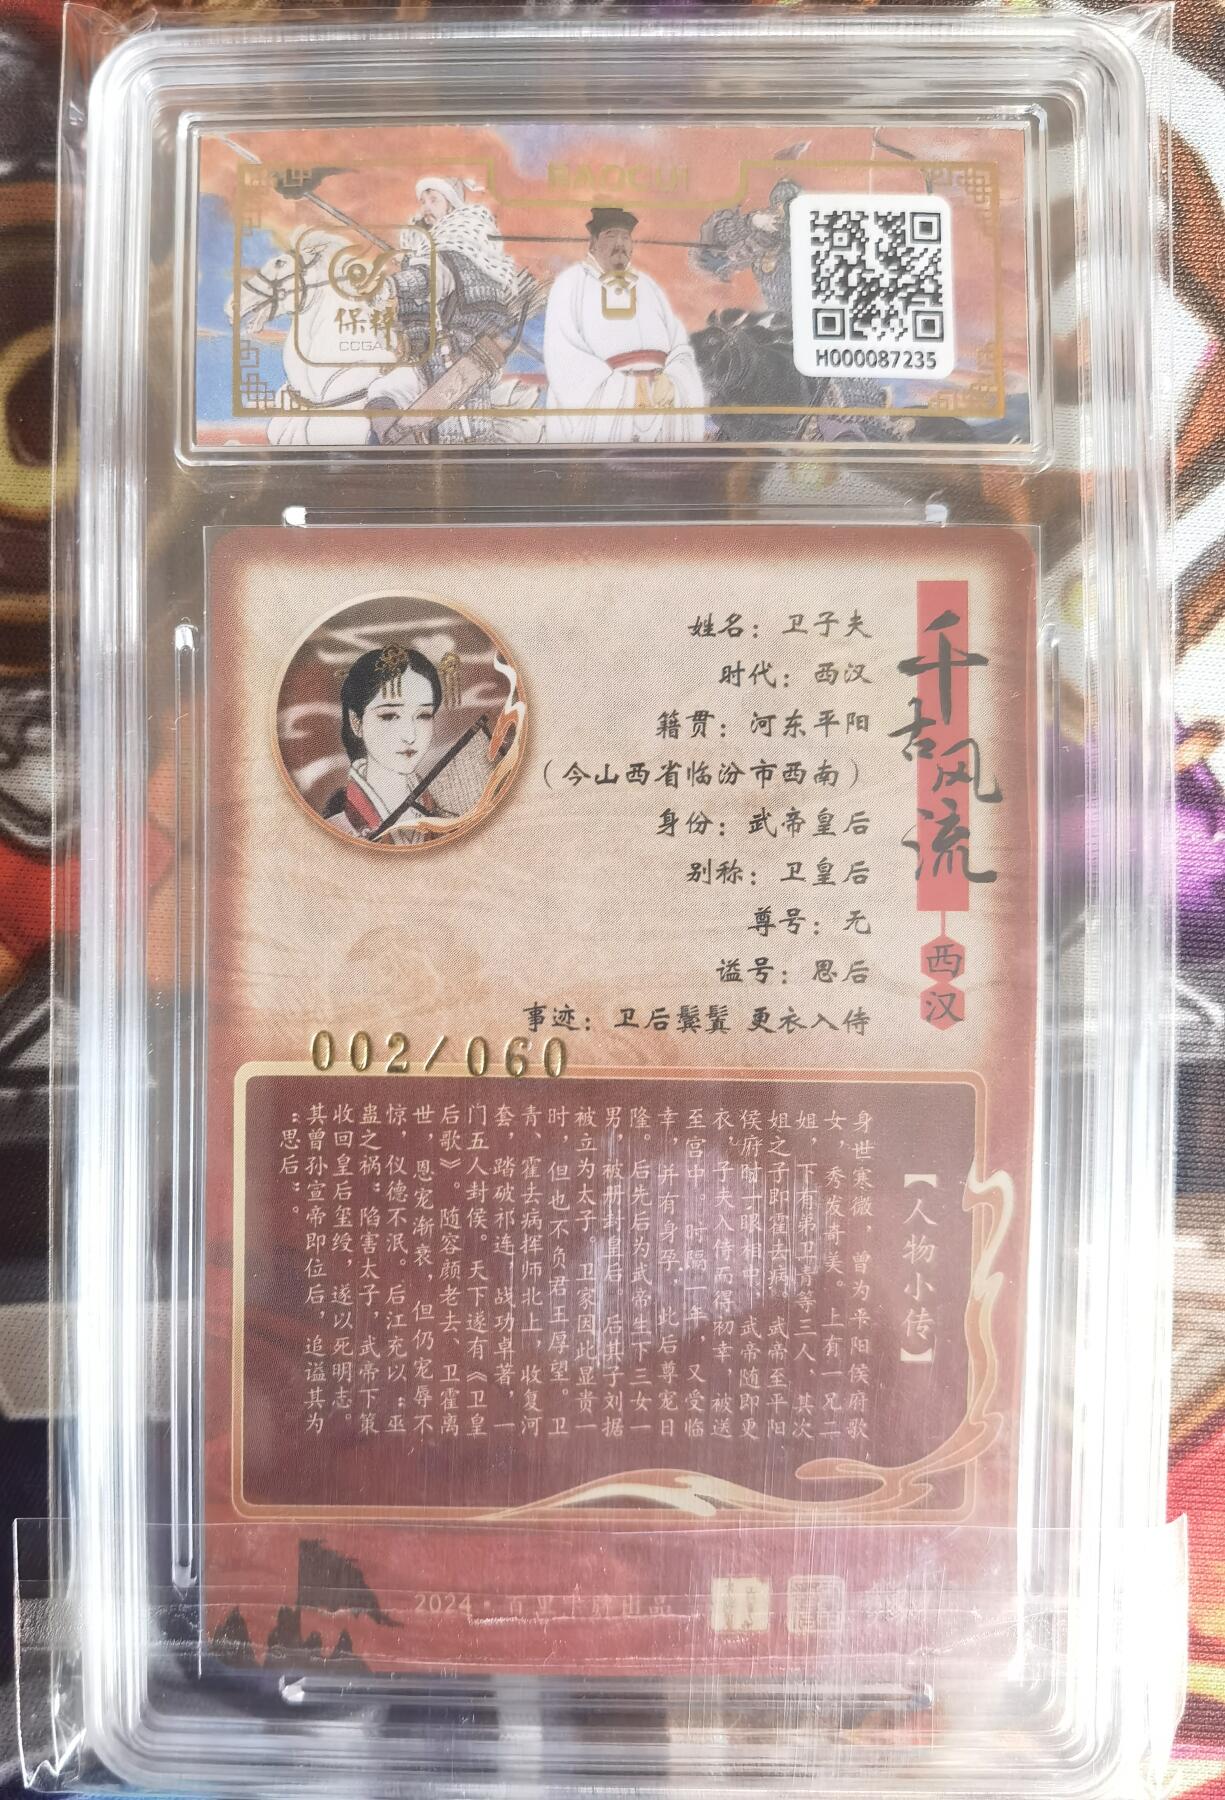 BAOCUI
保粹
CCGA
H000087235
千古风流
西汉
姓名：卫子夫
时代：西汉
籍贯：河东平阳
（今山西省临汾市西南）
身份：武帝皇后
别称：卫皇后
尊号：无
谥号：思后
事迹：卫后鬓鬒 更衣入侍
002/060
【人物小传】
身世寒微，曾为平阳侯府歌
女，秀发奇美。上有一兄二
姐，下有弟卫青等三人，其次
姐之子即霍去病。武帝至平阳
侯府时一眼相中，武帝随即更
衣，子夫入侍而得初幸，被送
至宫中。时隔一年，又受临
幸，并有身孕，此后尊宠日
隆。后先后为武帝生下三女一
男，被册封皇后。后其子刘据
被立为太子。卫家因此显贵一
时，但也不负君王厚望。卫
青、霍去病挥师北上，收复河
套，踏破祁连，战功卓著，一
门五人封侯。天下遂有《卫皇
后歌》。随容颜老去、卫霍离
世，恩宠渐衰，但仍宠辱不
惊，仪德不泯。后江充以“巫
蛊之祸”陷害太子，武帝下策
收回皇后玺绶，遂以死明志。
其曾孙宣帝即位后，追谥其为
“思后”。
2024·百里卡牌出品